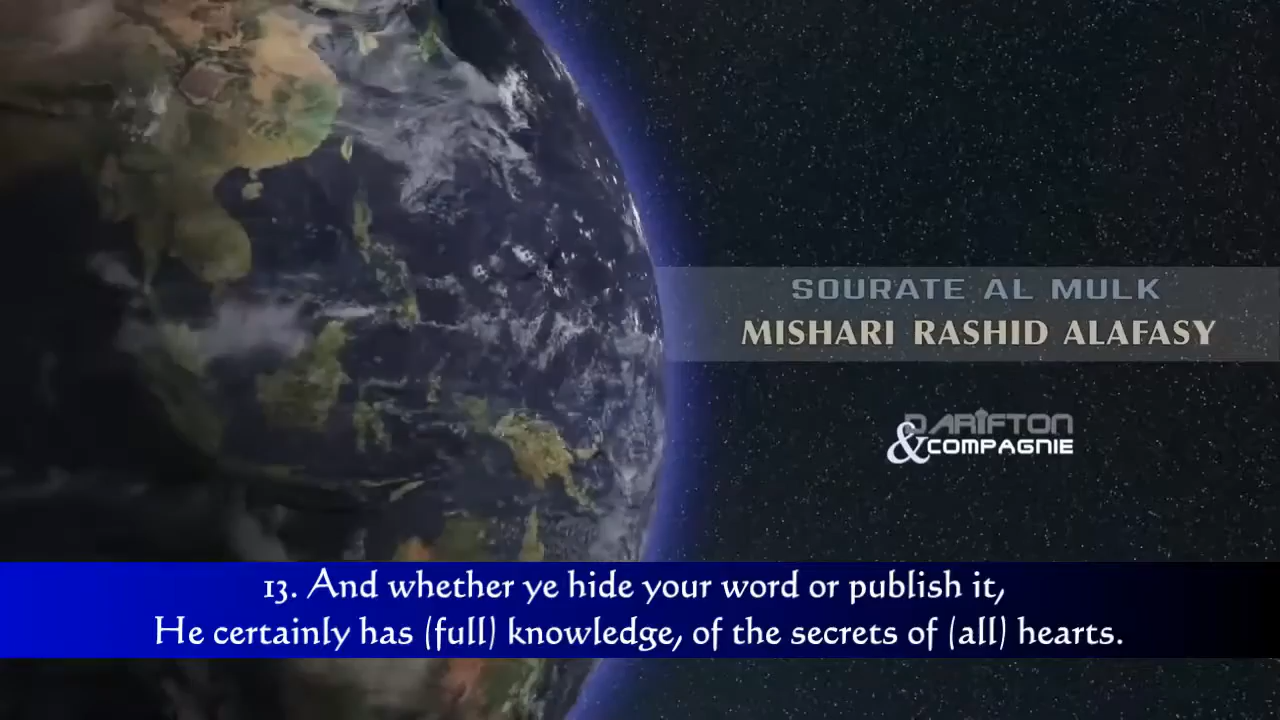 SOURATE AL MULK
MISHARI RASHID ALAFASY
DARIFTON
&COMPAGNIE
13. And whether ye hide your word or publish it,
He certainly has (full) knowledge, of the secrets of (all) hearts.